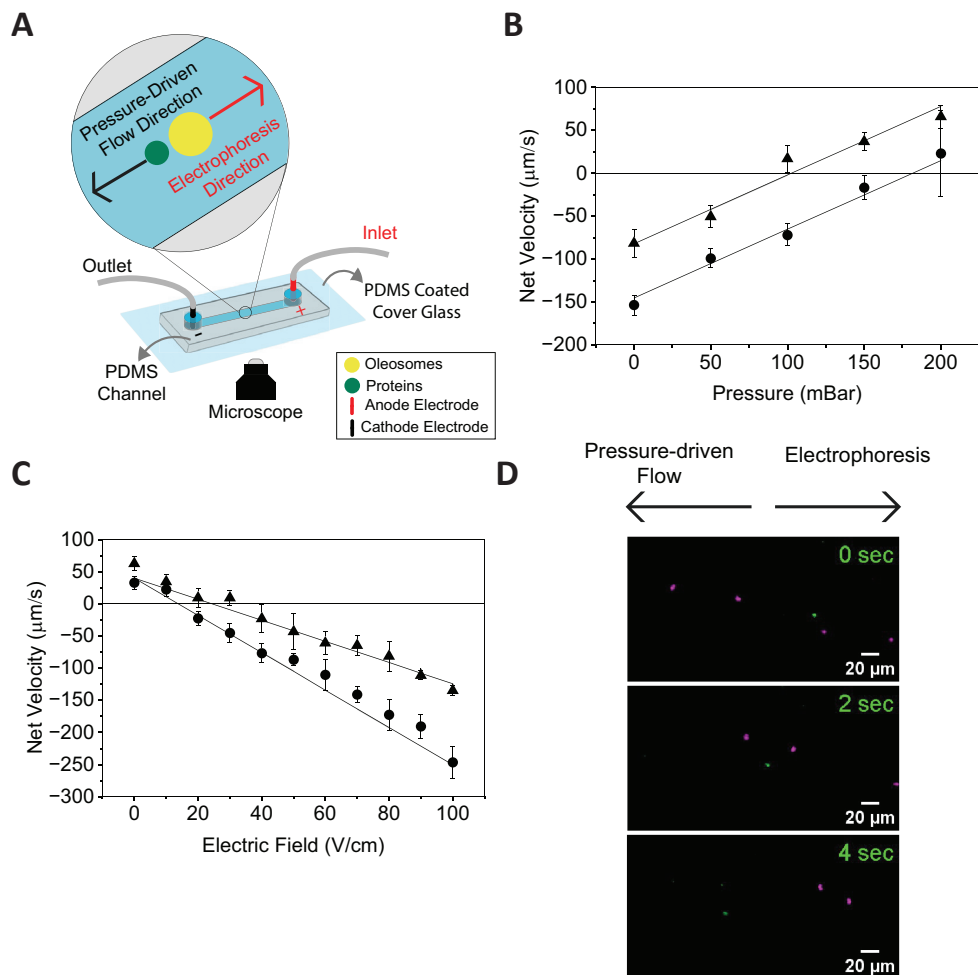 A
Pressure-Driven
Flow Direction
Electrophoresis
Direction
Inlet
Outlet
PDMS Coated
Cover Glass
+
-
PDMS
Channel
Microscope
Oleosomes
Proteins
Anode Electrode
Cathode Electrode
B
Net Velocity (µm/s)
100
50
0
−50
−100
−150
−200
0 50 100 150 200
Pressure (mBar)
C
Net Velocity (µm/s)
100
50
0
−50
−100
−150
−200
−250
−300
0 20 40 60 80 100
Electric Field (V/cm)
D
Pressure-driven
Flow
Electrophoesis
0 sec
20 µm
2 sec
20 µm
4 sec
20 µm